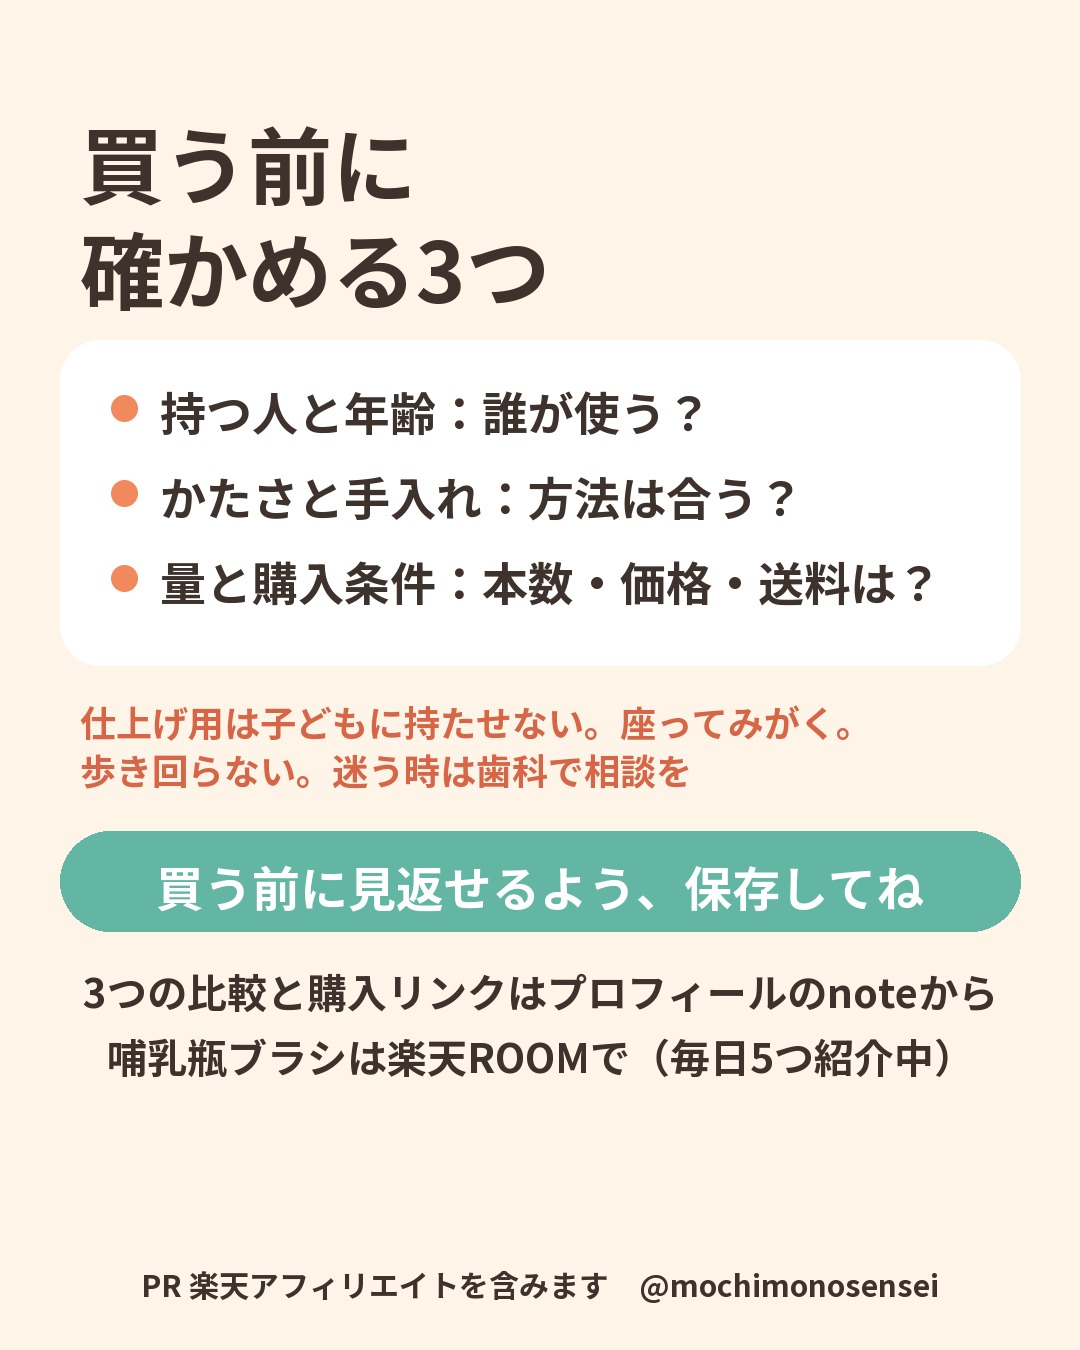 買う前に
確かめる3つ
持つ人と年齢：誰が使う？
かたさと手入れ：方法は合う？
量と購入条件：本数・価格・送料は？
仕上げ用は子どもに持たせない。座ってみがく。
歩き回らない。迷う時は歯科で相談を
買う前に見返せるよう、保存してね
3つの比較と購入リンクはプロフィールのnoteから
哺乳瓶ブラシは楽天ROOMで（毎日5つ紹介中）
PR 楽天アフィリエイトを含みます　@mochimonosensei